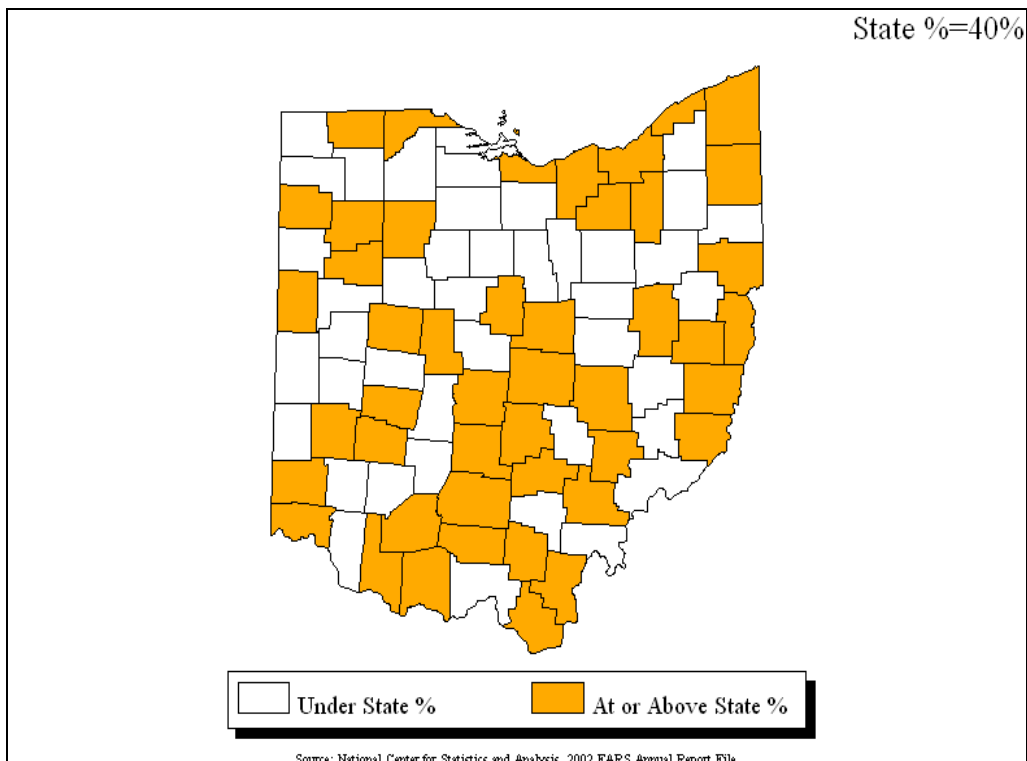 State %=40%
Under State %
At or Above State %
Source: National Center for Statistics and Analysis, 2002 FARS Annual Report File